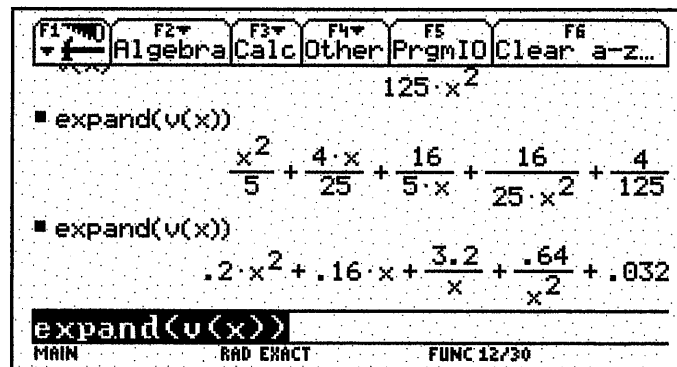 F1 F2 F3 F4 F5 F6
Algebra Calc Other PrgmIO Clear a-z…
125·x²
▪ expand(v(x))
x²/5 + 4·x/25 + 16/5·x + 16/25·x² + 4/125
▪ expand(v(x))
.2·x² + .16·x + 3.2/x + .64/x² + .032
expand(v(x))
MAIN RAD EXACT FUNC 12/30